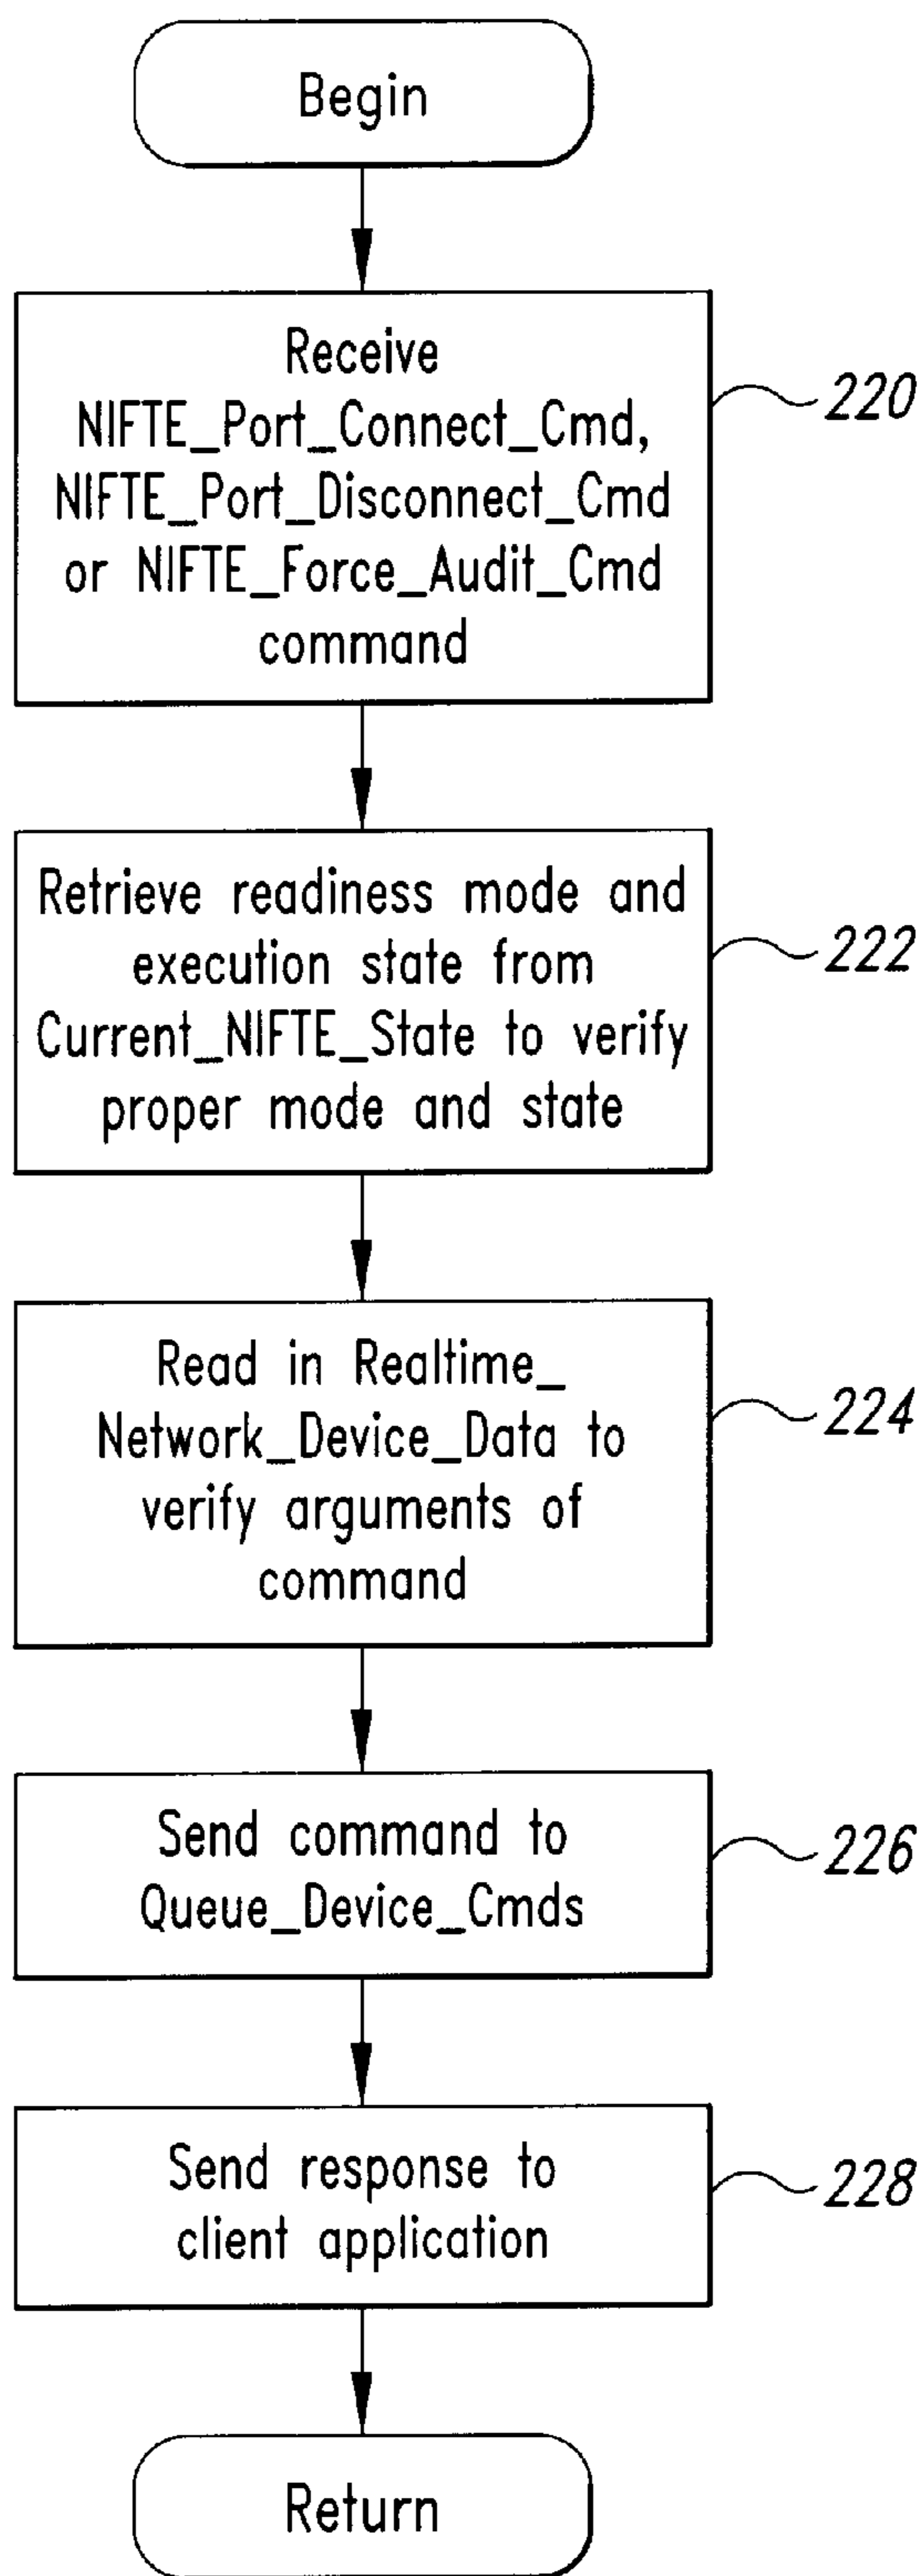 Begin
Receive
NIFTE_Port_Connect_Cmd,
NIFTE_Port_Disconnect_Cmd
or NIFTE_Force_Audit_Cmd
command
220
Retrieve readiness mode and
execution state from
Current_NIFTE_State to verify
proper mode and state
222
Read in Realtime_
Network_Device_Data to
verify arguments of
command
224
Send command to
Queue_Device_Cmds
226
Send response to
client application
228
Return